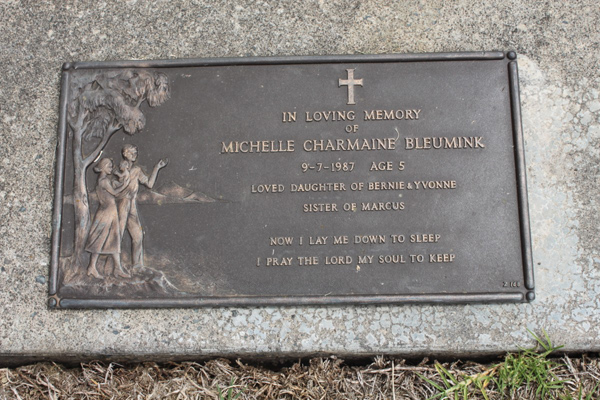 IN LOVING MEMORY
OF
MICHELLE CHARMAINE BLEUMINK
9-7-1987 AGE 5
LOVED DAUGHTER OF BERNIE & YVONNE
SISTER OF MARCUS
NOW I LAY ME DOWN TO SLEEP
I PRAY THE LORD MY SOUL TO KEEP